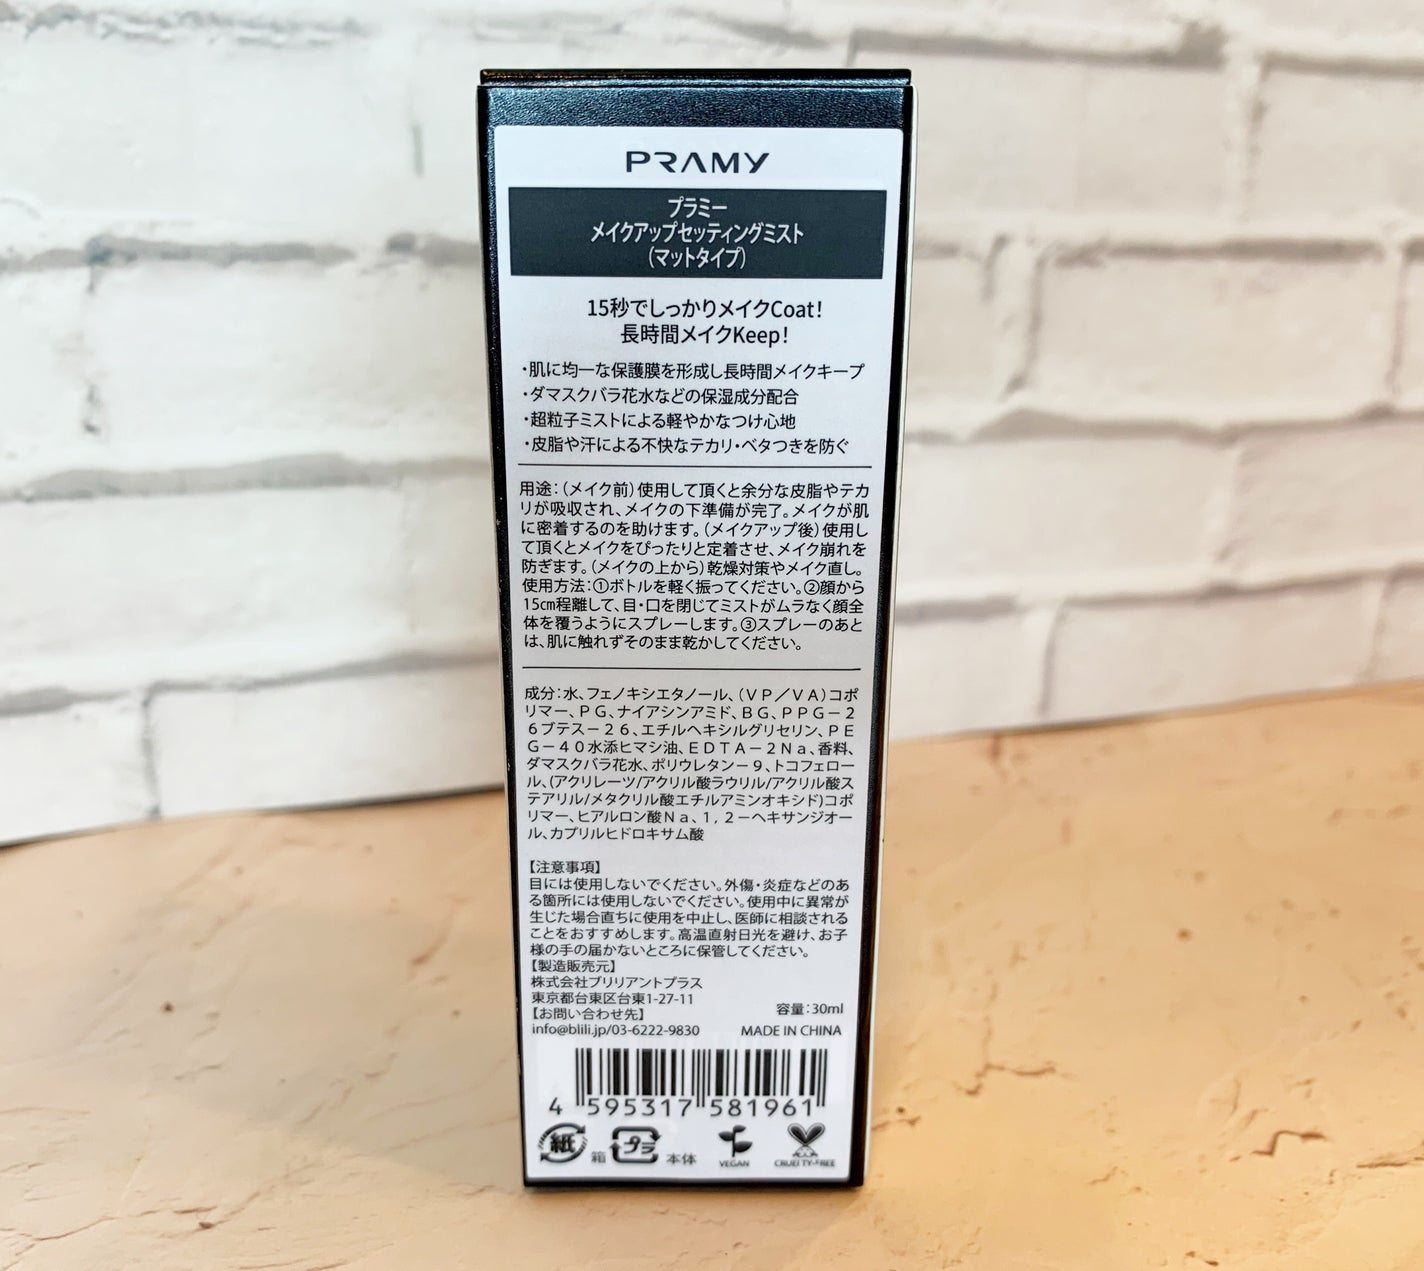 PRAMY
プラミー
メイクアップセッティングミスト
(マットタイプ)
15秒でしっかりメイクCoat!
長時間メイクKeep!
・肌に均一な保護膜を形成し長時間メイクキープ
・ダマスクバラ花水などの保湿成分配合
・超粒子ミストによる軽やかなつけ心地
・皮脂や汗による不快なテカリ・ベタつきを防ぐ
用途:(メイク前)使用して頂くと余分な皮脂やテカ
リが吸収され、メイクの下準備が完了。メイクが肌
に密着するのを助けます。(メイクアップ後)使用し
て頂くとメイクをぴったりと定着させ、メイク崩れを
防ぎます。(メイクの上から)乾燥対策やメイク直し。
使用方法:①ボトルを軽く振ってください。②顔から
15cm程離して、目・口を閉じてミストがムラなく顔全
体を覆うようにスプレーします。③スプレーのあと
は、肌に触れずそのまま乾かしてください。
成分:水、フェノキシエタノール、(VP/VA)コポ
リマー、PG、ナイアシンアミド、BG、PPG-2
6ブテス-26、エチルヘキシルグリセリン、PE
G-40水添ヒマシ油、EDTA-2Na、香料、
ダマスクバラ花水、ポリウレタン-9、トコフェロー
ル、(アクリレーツ/アクリル酸ラウリル/アクリル酸ス
テアリル/メタクリル酸エチルアミンオキシド)コポ
リマー、ヒアルロン酸Na、1,2-ヘキサンジオー
ル、カプリルヒドロキサム酸
【注意事項】
目には使用しないでください。外傷・炎症などのあ
る箇所には使用しないでください。使用中に異常が
生じた場合直ちに使用を中止し、医師に相談される
ことをおすすめします。高温直射日光を避け、お子
様の手の届かないところに保管してください。
【製造販売元】
株式会社ブリリアントプラス
東京都台東区台東1-27-11
容量:30ml
【お問い合わせ先】
info@blili.jp/03-6222-9830
MADE IN CHINA
4 595317 581961
紙 箱 プラ 本体 VEGAN CRUELTY-FREE